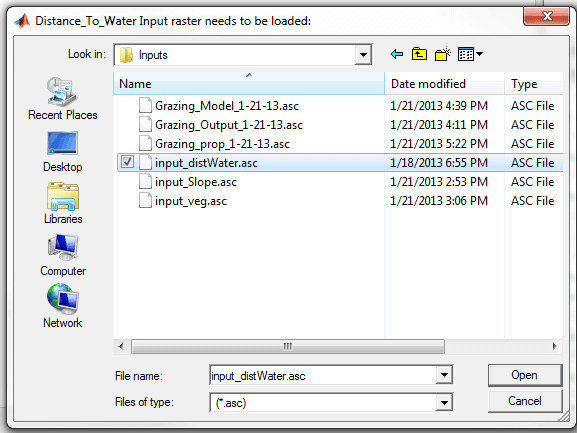 Distance_To_Water Input raster needs to be loaded:
Look in: Inputs
Name Date modified Type
Grazing_Model_1-21-13.asc 1/21/2013 4:39 PM ASC File
Grazing_Output_1-21-13.asc 1/21/2013 4:11 PM ASC File
Grazing_prop_1-21-13.asc 1/21/2013 5:22 PM ASC File
input_distWater.asc 1/18/2013 6:55 PM ASC File
input_Slope.asc 1/21/2013 2:53 PM ASC File
input_veg.asc 1/21/2013 3:06 PM ASC File
Recent Places
Desktop
Libraries
Computer
Network
File name: input_distWater.asc Open
Files of type: (*.asc) Cancel